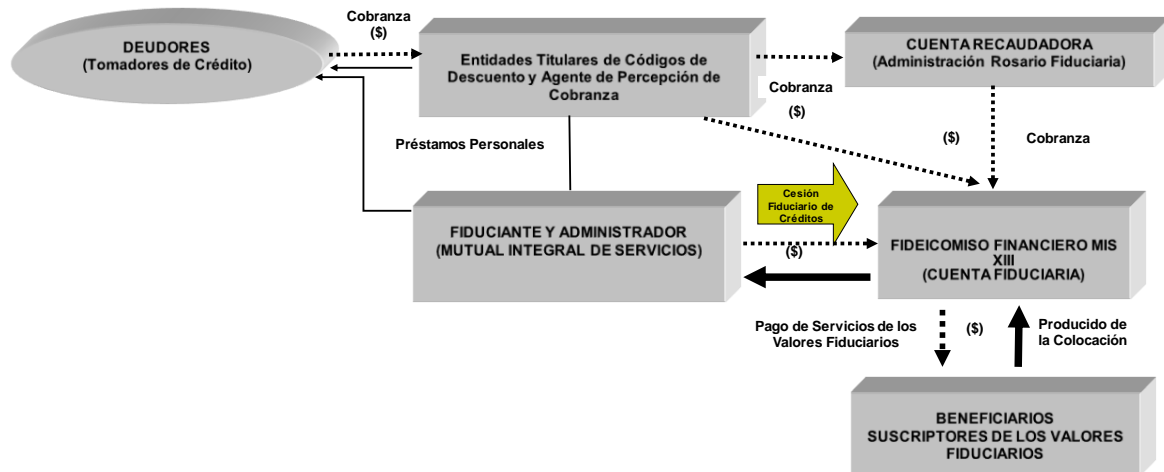 Cobranza
($)
DEUDORES
(Tomadores de Crédito)
Entidades Titulares de Códigos de
Descuento y Agente de Percepción de
Cobranza
CUENTA RECAUDADORA
(Administración Rosario Fiduciaria)
Cobranza
($)
($)
Cobranza
Préstamos Personales
Cesión
Fiduciario de
Créditos
FIDUCIANTE Y ADMINISTRADOR
(MUTUAL INTEGRAL DE SERVICIOS)
($)
FIDEICOMISO FINANCIERO MIS
XIII
(CUENTA FIDUCIARIA)
Pago de Servicios de los
Valores Fiduciarios
($)
Producido de
la Colocación
BENEFICIARIOS
SUSCRIPTORES DE LOS VALORES
FIDUCIARIOS